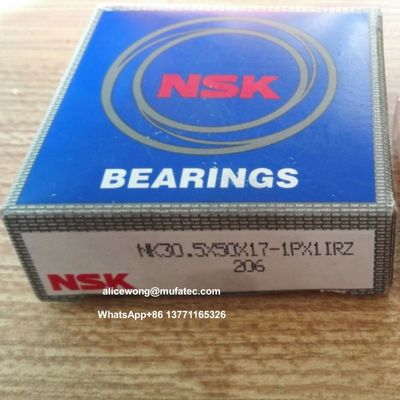 NSK
BEARINGS
NK30.5X50X17-1PX1IRZ
206
NSK
alicewong@mufatec.com
WhatsApp+86 13771165326